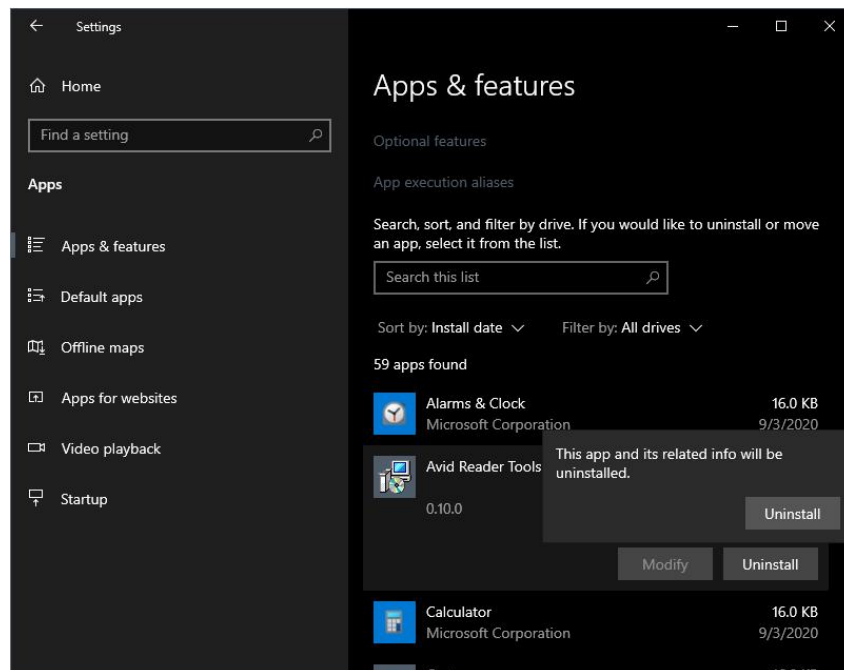 Settings
Home
Find a setting
Apps
Apps & features
Default apps
Offline maps
Apps for websites
Video playback
Startup
Apps & features
Optional features
App execution aliases
Search, sort, and filter by drive. If you would like to uninstall or move
an app, select it from the list.
Search this list
Sort by: Install date Filter by: All drives
59 apps found
Alarms & Clock 16.0 KB
Microsoft Corporation 9/3/2020
Avid Reader Tools
0.10.0
This app and its related info will be
uninstalled.
Uninstall
Modify Uninstall
Calculator 16.0 KB
Microsoft Corporation 9/3/2020